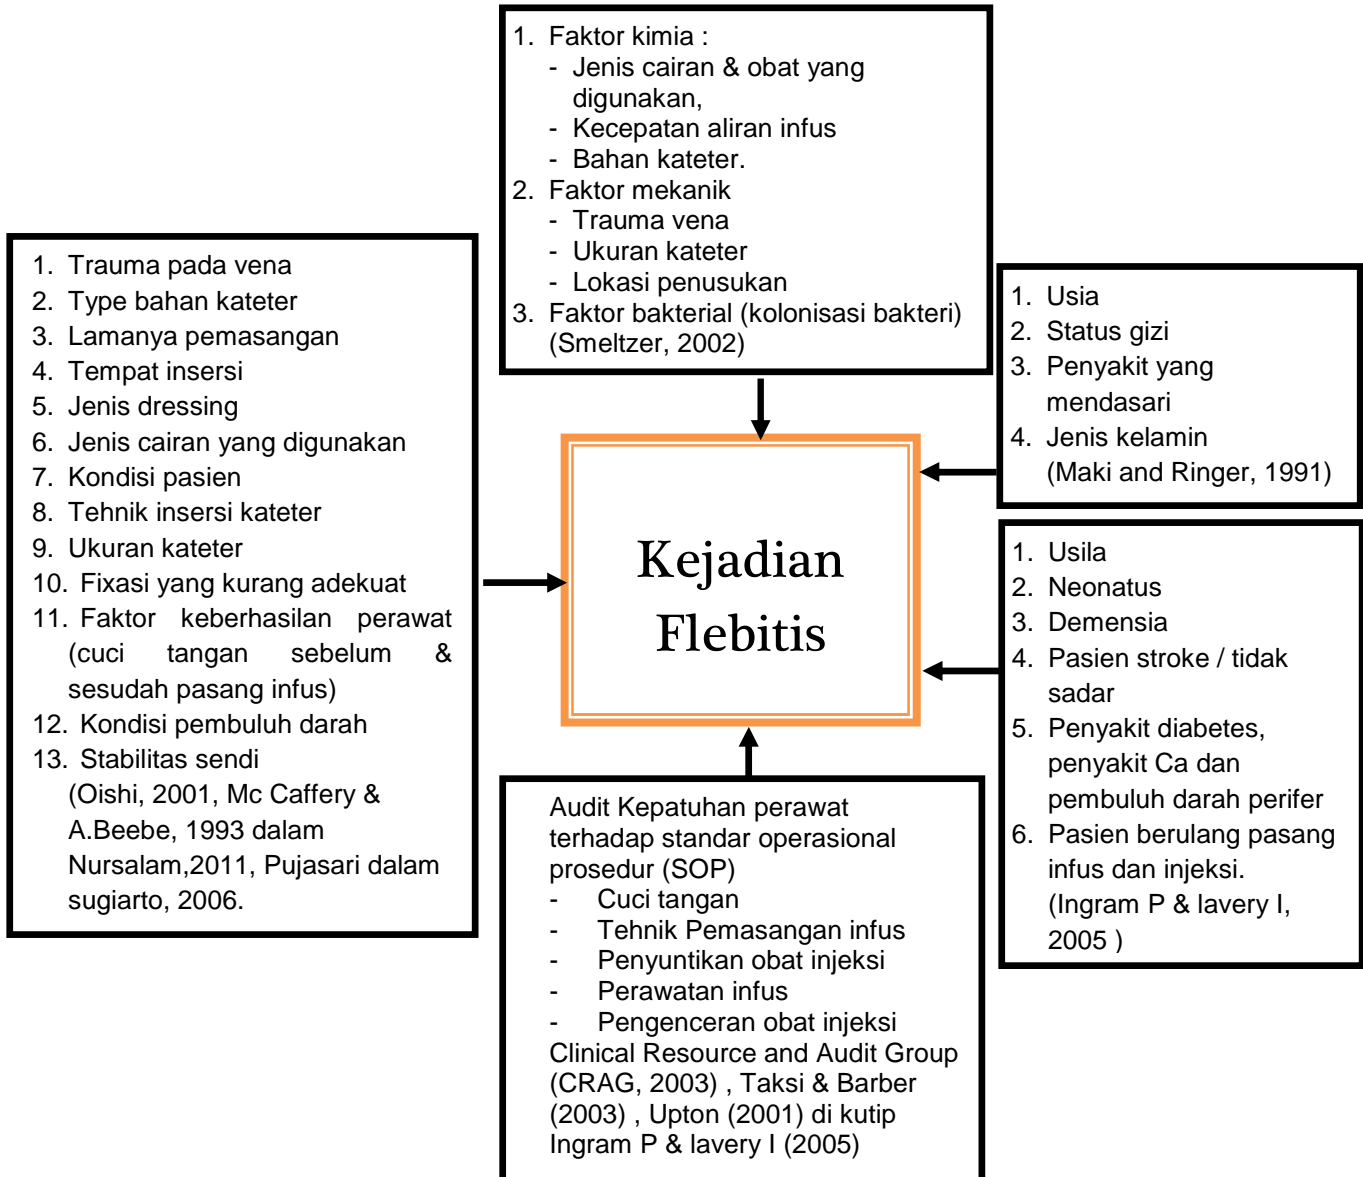 1. Faktor kimia :
- Jenis cairan & obat yang
digunakan,
- Kecepatan aliran infus
- Bahan kateter.
2. Faktor mekanik
- Trauma vena
- Ukuran kateter
- Lokasi penusukan
3. Faktor bakterial (kolonisasi bakteri)
(Smeltzer, 2002)
1. Trauma pada vena
2. Type bahan kateter
3. Lamanya pemasangan
4. Tempat insersi
5. Jenis dressing
6. Jenis cairan yang digunakan
7. Kondisi pasien
8. Tehnik insersi kateter
9. Ukuran kateter
10. Fixasi yang kurang adekuat
11. Faktor keberhasilan perawat
(cuci tangan sebelum &
sesudah pasang infus)
12. Kondisi pembuluh darah
13. Stabilitas sendi
(Oishi, 2001, Mc Caffery &
A.Beebe, 1993 dalam
Nursalam,2011, Pujasari dalam
sugiarto, 2006.
Kejadian
Flebitis
1. Usia
2. Status gizi
3. Penyakit yang
mendasari
4. Jenis kelamin
(Maki and Ringer, 1991)
1. Usila
2. Neonatus
3. Demensia
4. Pasien stroke / tidak
sadar
5. Penyakit diabetes,
penyakit Ca dan
pembuluh darah perifer
6. Pasien berulang pasang
infus dan injeksi.
(Ingram P & lavery I,
2005 )
Audit Kepatuhan perawat
terhadap standar operasional
prosedur (SOP)
- Cuci tangan
- Tehnik Pemasangan infus
- Penyuntikan obat injeksi
- Perawatan infus
- Pengenceran obat injeksi
Clinical Resource and Audit Group
(CRAG, 2003) , Taksi & Barber
(2003) , Upton (2001) di kutip
Ingram P & lavery I (2005)